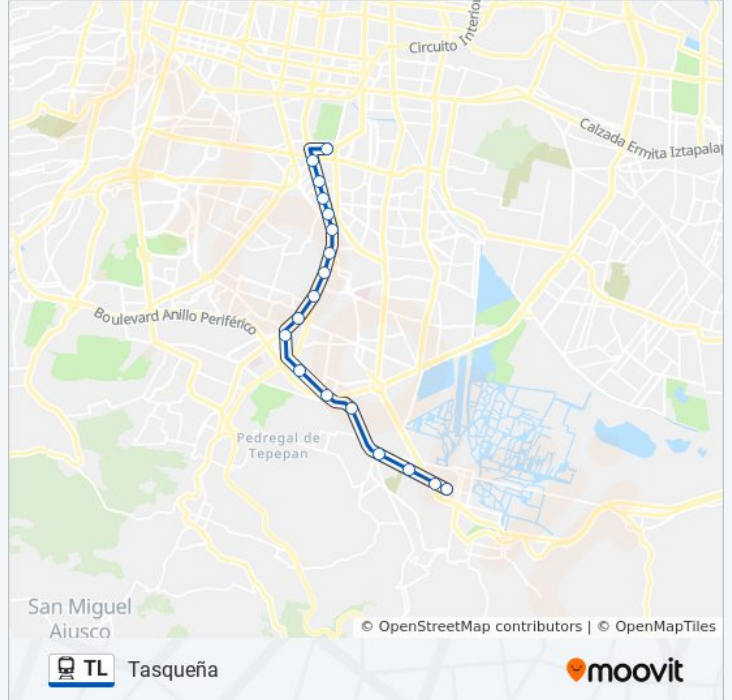 Circuito Interior
Calzada Ermita Iztapalap
Boulevard Anillo Periférico
Pedregal de
Tepepan
San Miguel
Ajusco
© OpenStreetMap contributors | © OpenMapTiles
TL Tasqueña
moovit